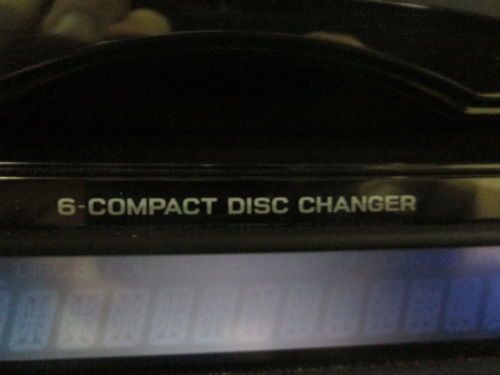 6-COMPACT DISC CHANGER